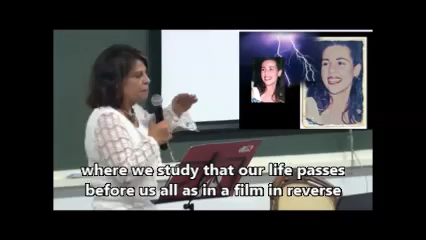 where we study that our life passes
before us all as in a film in reverse